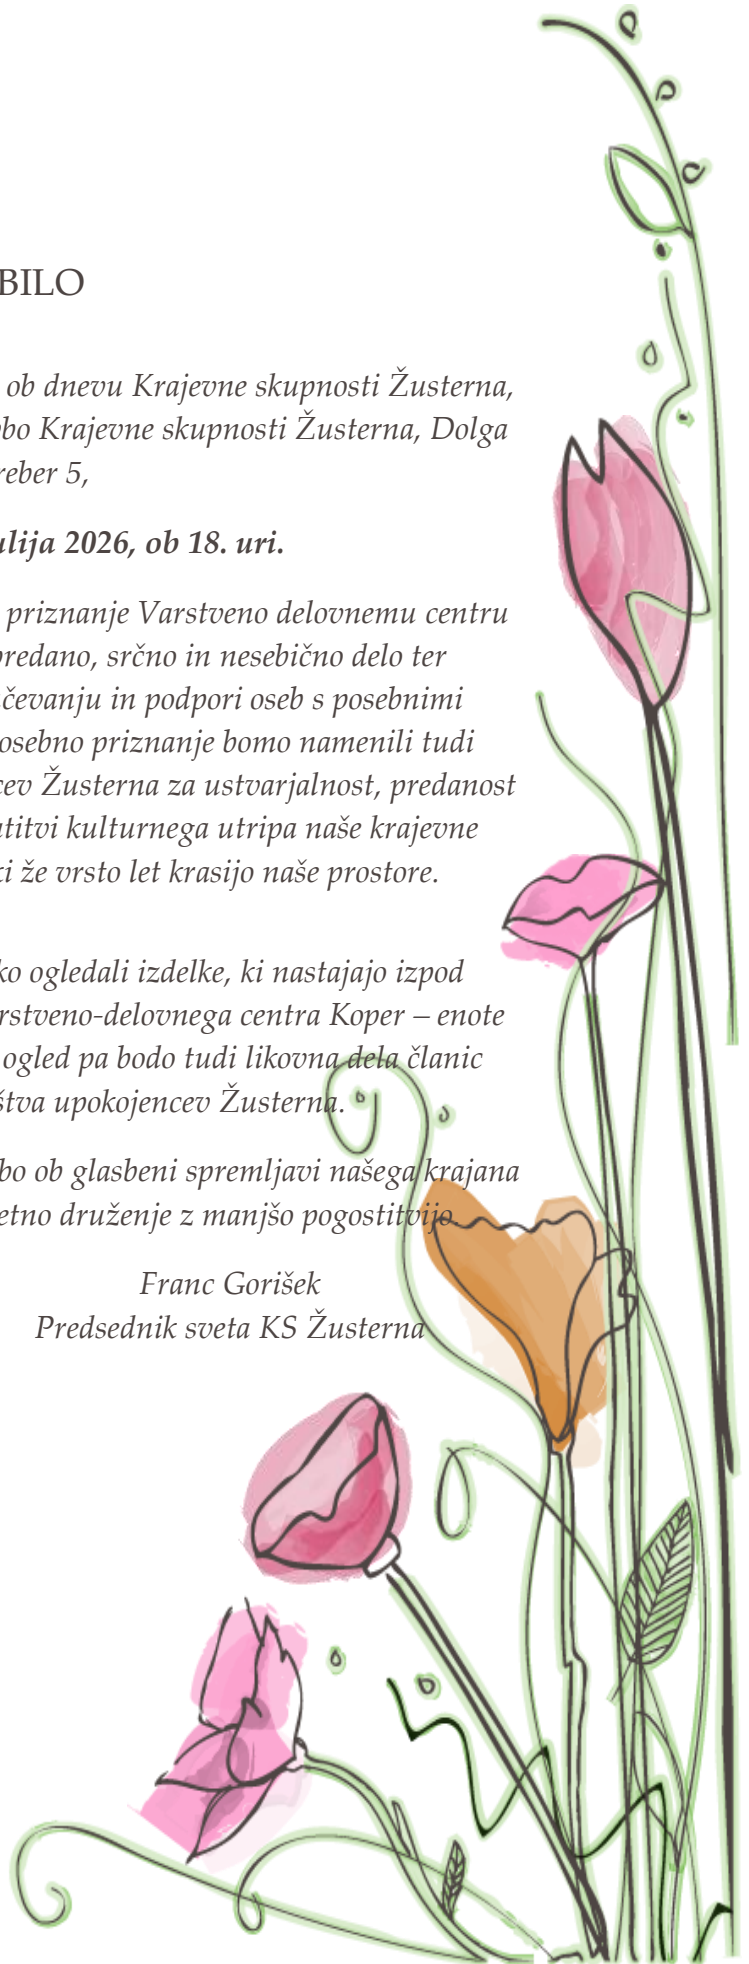 BILO
ob dnevu Krajevne skupnosti Žusterna,
bo Krajevne skupnosti Žusterna, Dolga
reber 5,
ulija 2026, ob 18. uri.
priznanje Varstveno delovnemu centru
predano, srčno in nesebično delo ter
čevanju in podpori oseb s posebnimi
osebno priznanje bomo namenili tudi
cev Žusterna za ustvarjalnost, predanost
atitvi kulturnega utripa naše krajevne
ki že vrsto let krasijo naše prostore.
ko ogledali izdelke, ki nastajajo izpod
rstveno-delovnega centra Koper – enote
ogled pa bodo tudi likovna dela članic
štva upokojencev Žusterna.
bo ob glasbeni spremljavi našega krajana
etno druženje z manjšo pogostitvijo.
Franc Gorišek
Predsednik sveta KS Žusterna